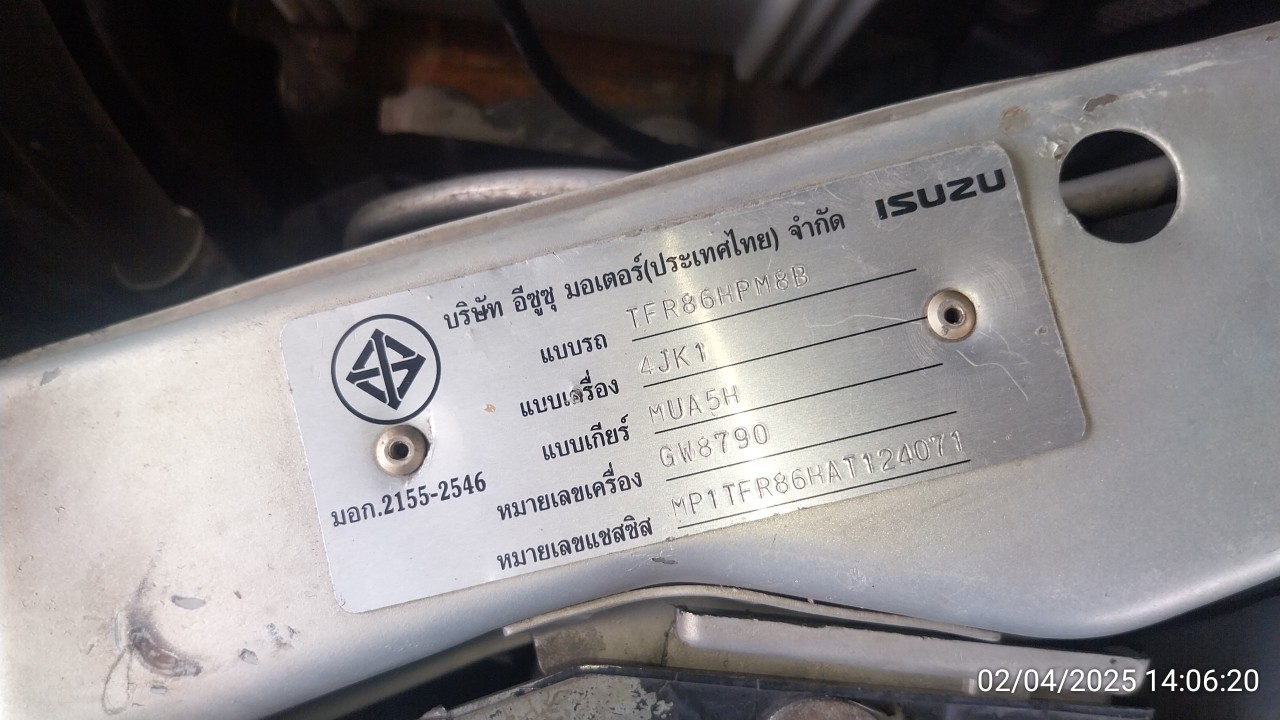 ISUZU
บริษัท อีซูซุ มอเตอร์(ประเทศไทย) จำกัด
แบบรถ TFR86HPM8B
แบบเครื่อง 4JK1
แบบเกียร์ MUA5H
หมายเลขเครื่อง GW8790
มอก.2155-2546
หมายเลขแชสซิส MP1TFR86HAT124071
02/04/2025 14:06:20